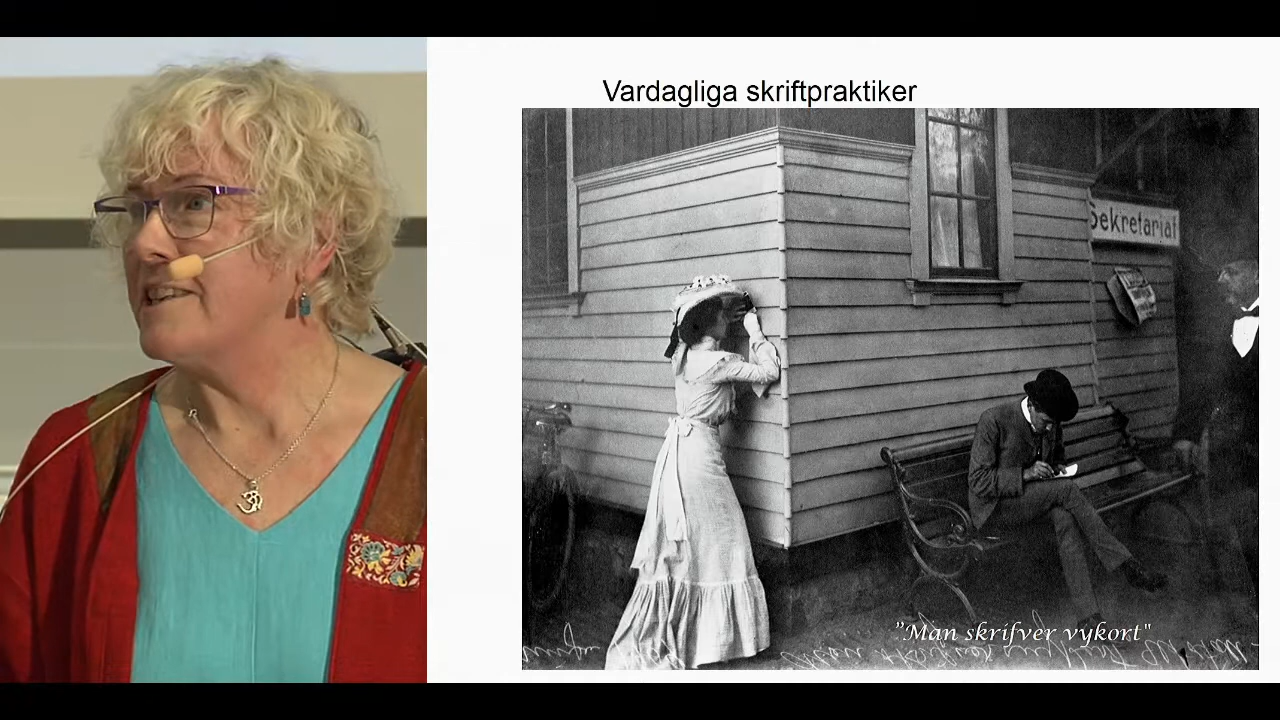 Vardagliga skriftpraktiker
Sekretariat
"Man skrifver vykort"